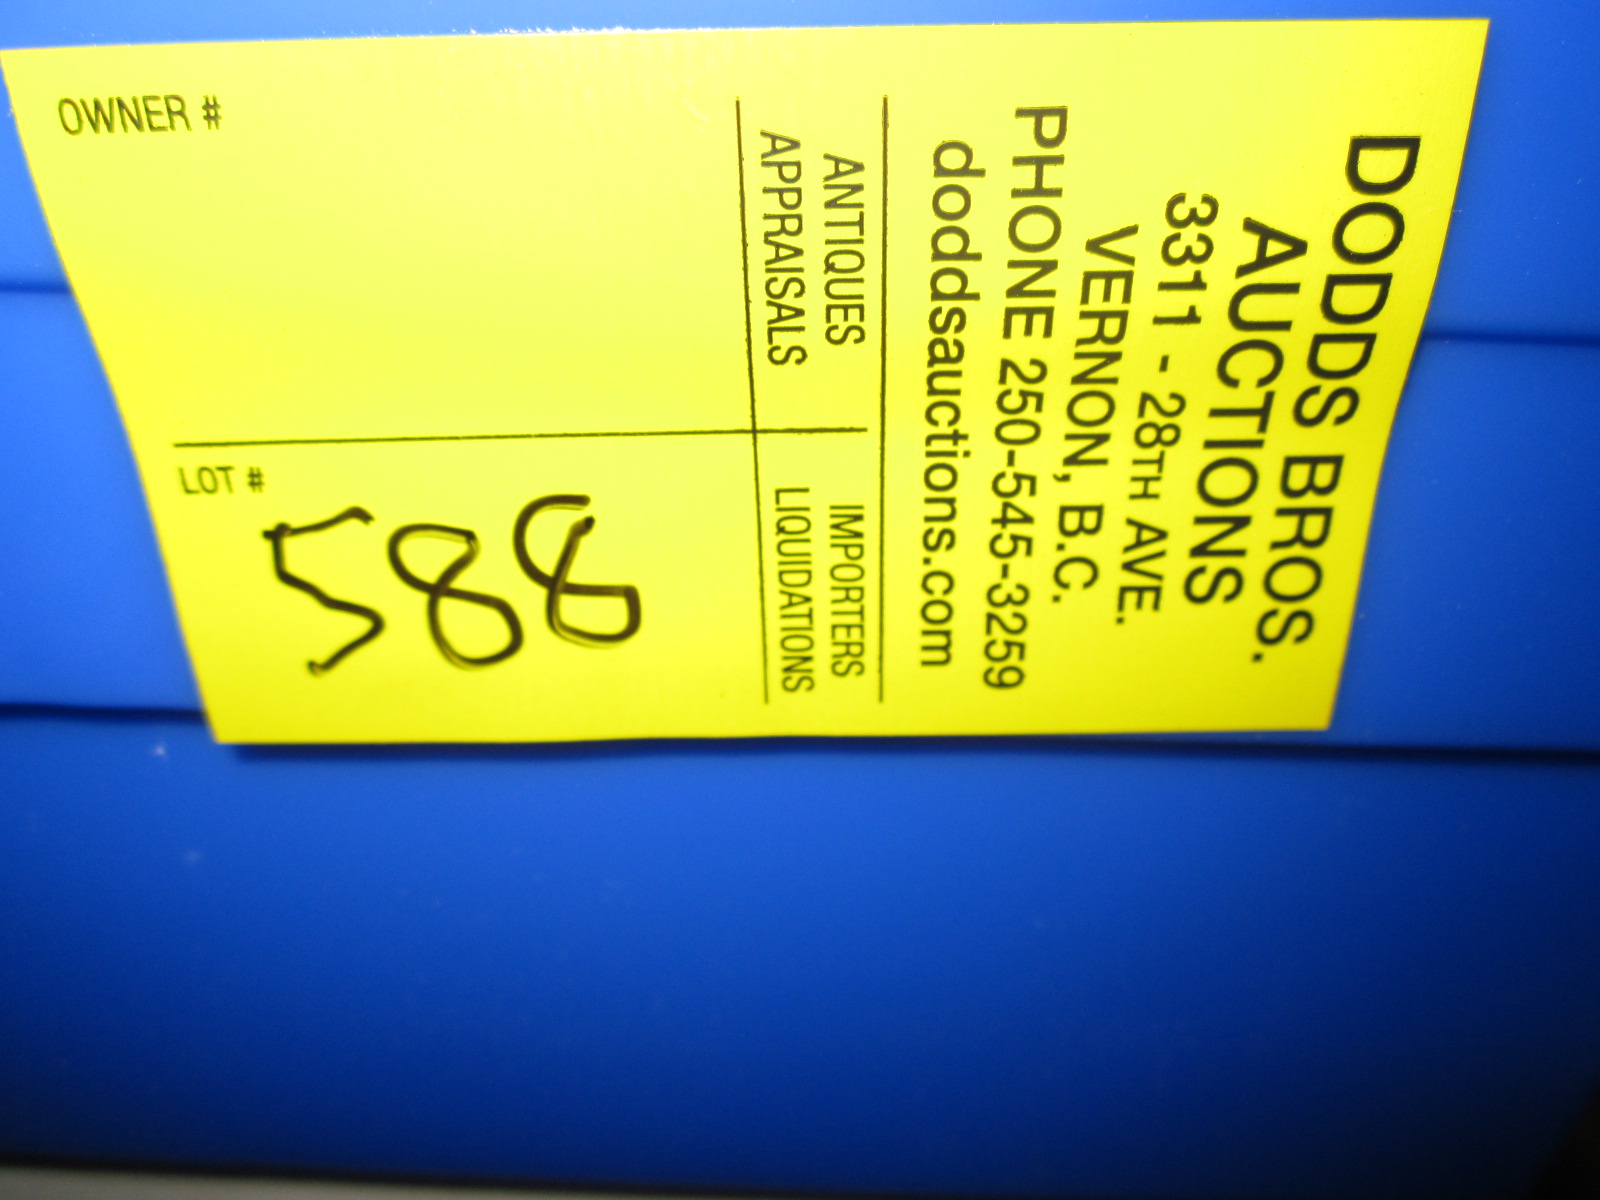 DODDS BROS.
AUCTIONS
3311 - 28TH AVE.
VERNON, B.C.
PHONE 250-545-3259
doddsauctions.com
ANTIQUES IMPORTERS
APPRAISALS LIQUIDATIONS
OWNER #
LOT #
588